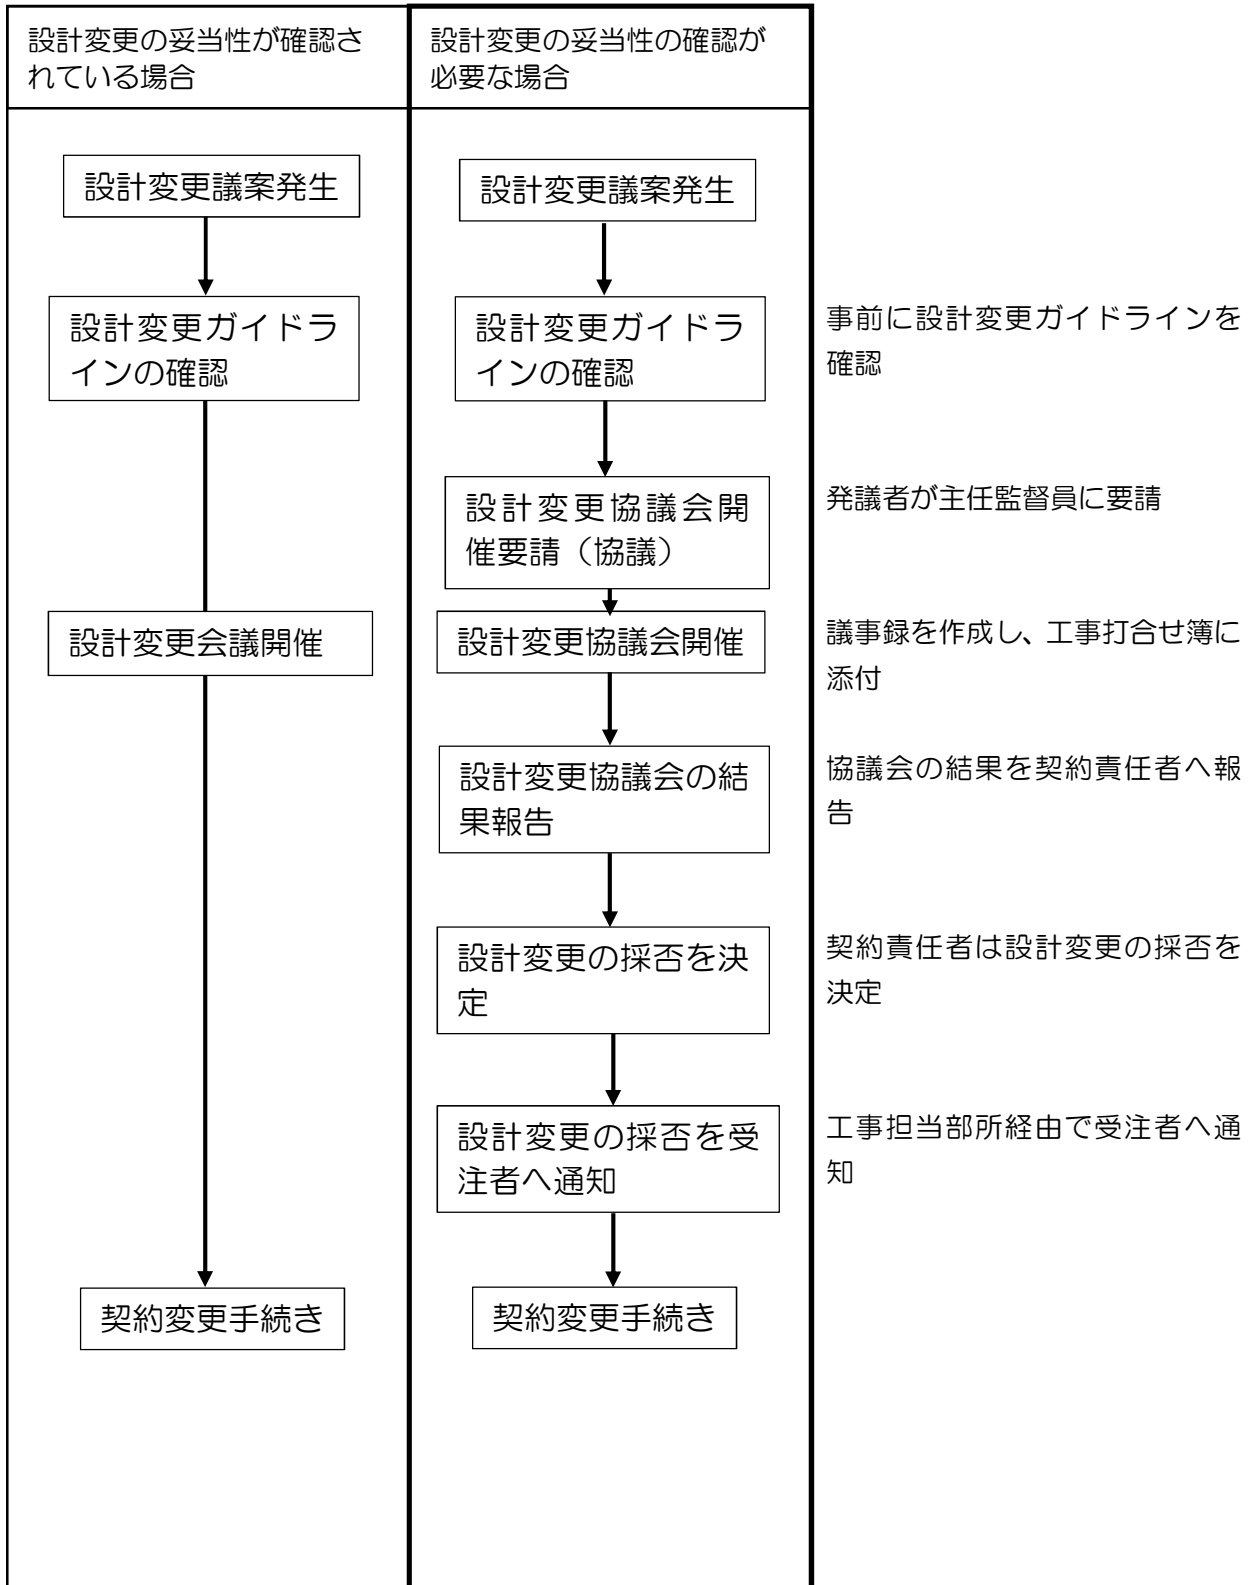 設計変更の妥当性が確認さ
れている場合
設計変更の妥当性の確認が
必要な場合
設計変更議案発生
設計変更議案発生
設計変更ガイドラ
インの確認
設計変更ガイドラ
インの確認
事前に設計変更ガイドラインを
確認
設計変更協議会開
催要請（協議）
発議者が主任監督員に要請
設計変更会議開催
設計変更協議会開催
議事録を作成し、工事打合せ簿に
添付
設計変更協議会の結
果報告
協議会の結果を契約責任者へ報
告
設計変更の採否を決
定
契約責任者は設計変更の採否を
決定
設計変更の採否を受
注者へ通知
工事担当部所経由で受注者へ通
知
契約変更手続き
契約変更手続き